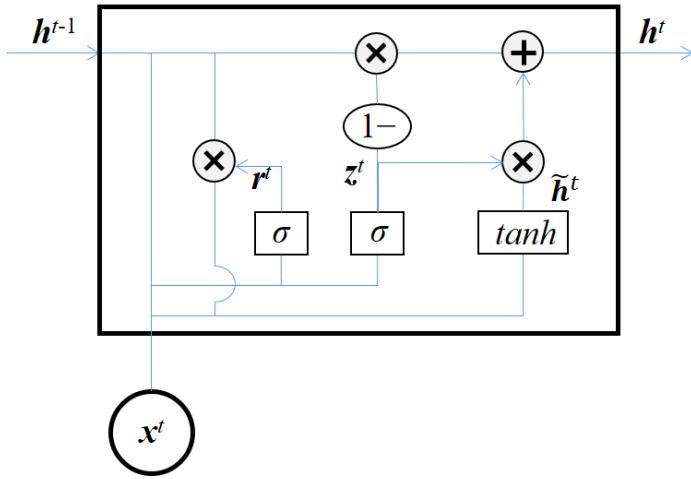 h^{t-1}
h^t
×
+
1−
×
r^t
z^t
×
h̃^t
σ
σ
tanh
x^t